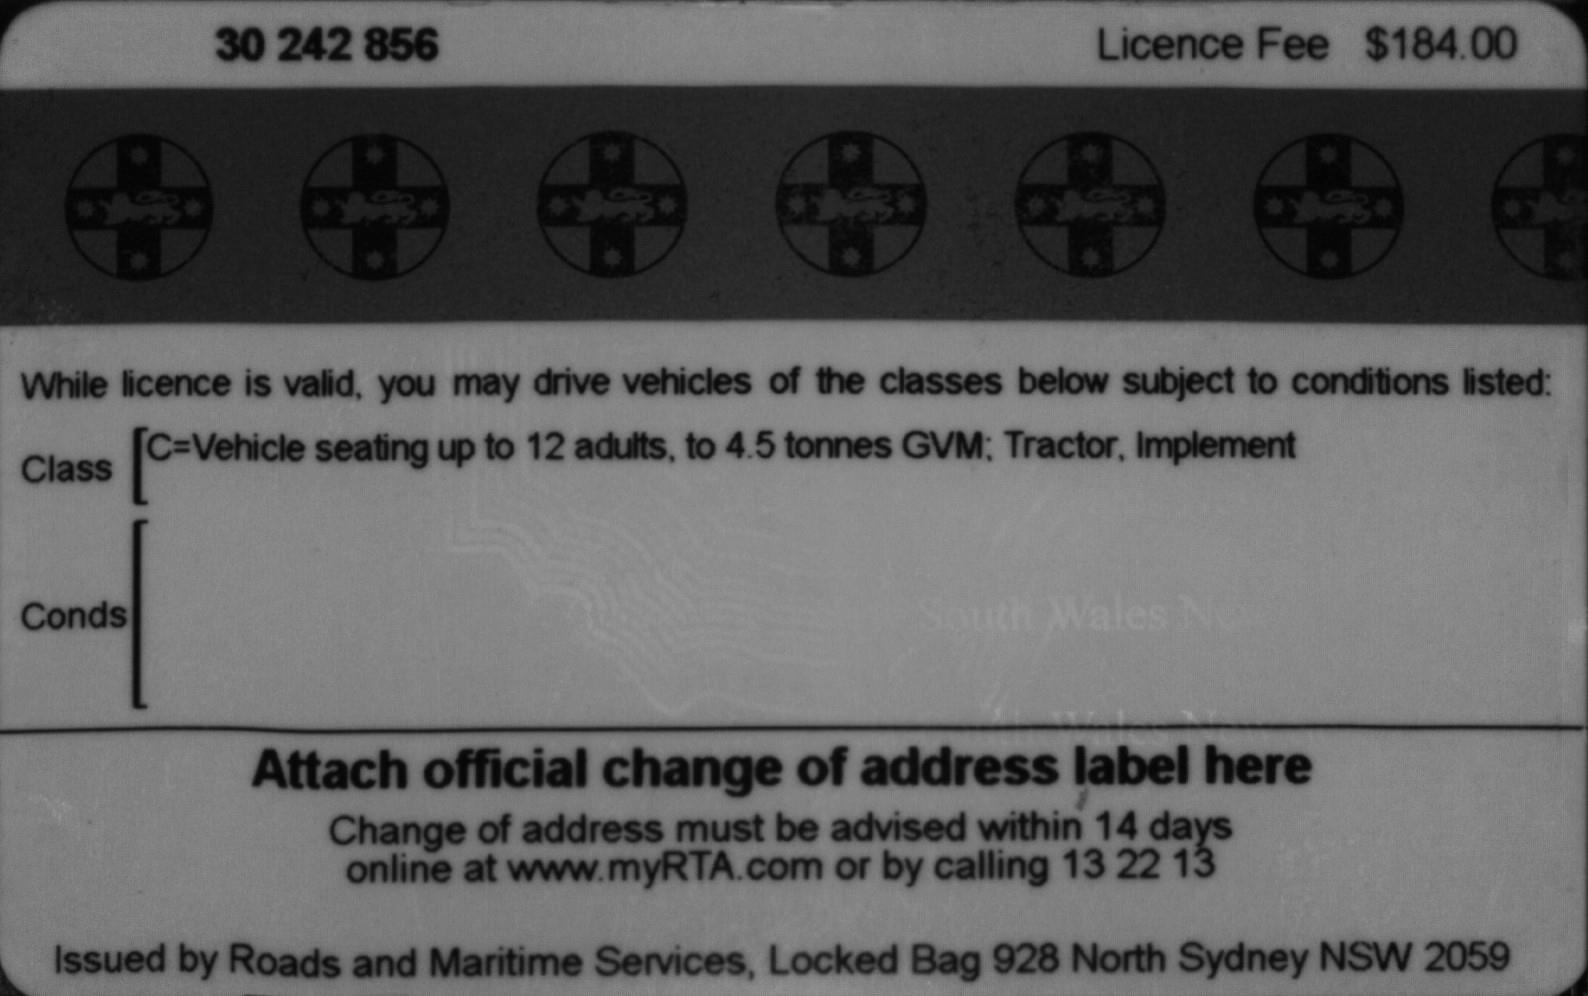 30 242 856
Licence Fee $184.00
While licence is valid, you may drive vehicles of the classes below subject to conditions listed:
Class
C=Vehicle seating up to 12 adults, to 4.5 tonnes GVM; Tractor, Implement
Conds
South Wales New
Wales New
Attach official change of address label here
Change of address must be advised within 14 days
online at www.myRTA.com or by calling 13 22 13
Issued by Roads and Maritime Services, Locked Bag 928 North Sydney NSW 2059